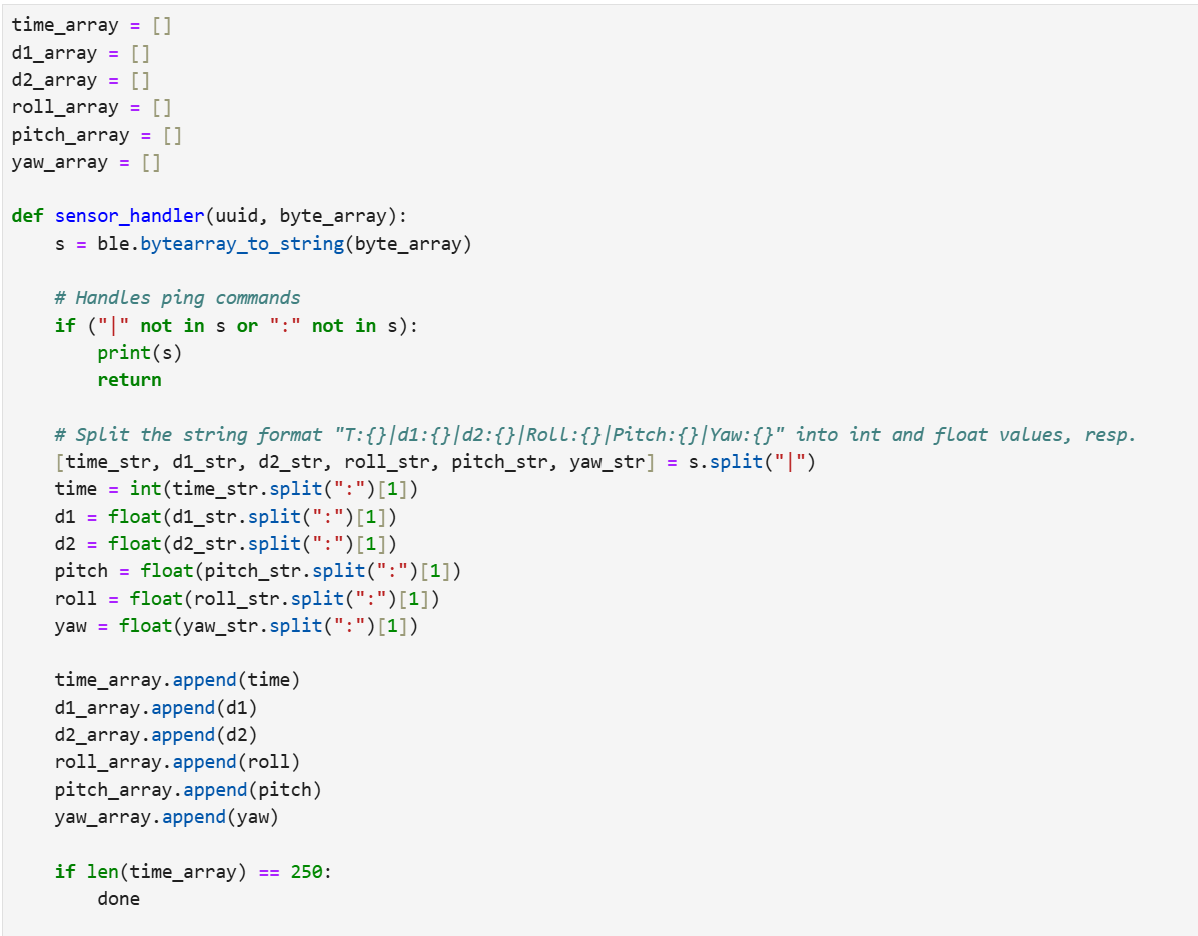 time_array = []
d1_array = []
d2_array = []
roll_array = []
pitch_array = []
yaw_array = []

def sensor_handler(uuid, byte_array):
    s = ble.bytearray_to_string(byte_array)

    # Handles ping commands
    if ("|" not in s or ":" not in s):
        print(s)
        return

    # Split the string format "T:{}|d1:{}|d2:{}|Roll:{}|Pitch:{}|Yaw:{}" into int and float values, resp.
    [time_str, d1_str, d2_str, roll_str, pitch_str, yaw_str] = s.split("|")
    time = int(time_str.split(":")[1])
    d1 = float(d1_str.split(":")[1])
    d2 = float(d2_str.split(":")[1])
    pitch = float(pitch_str.split(":")[1])
    roll = float(roll_str.split(":")[1])
    yaw = float(yaw_str.split(":")[1])

    time_array.append(time)
    d1_array.append(d1)
    d2_array.append(d2)
    roll_array.append(roll)
    pitch_array.append(pitch)
    yaw_array.append(yaw)

    if len(time_array) == 250:
        done